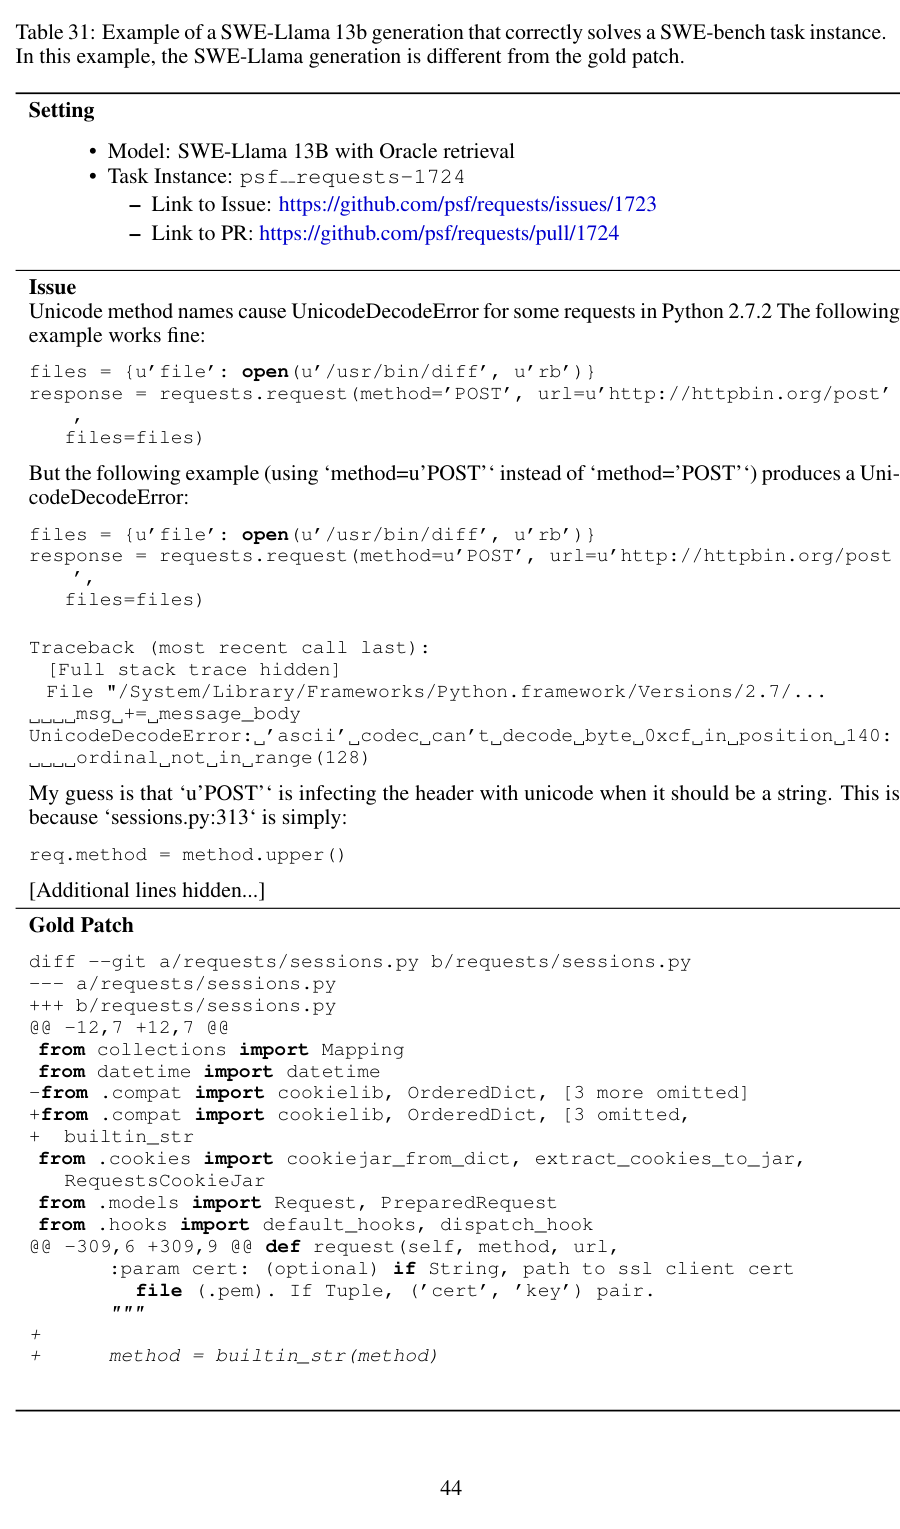 Table 31: Example of a SWE-Llama 13b generation that correctly solves a SWE-bench task instance.
In this example, the SWE-Llama generation is different from the gold patch.
Setting
• Model: SWE-Llama 13B with Oracle retrieval
• Task Instance: psf__requests-1724
– Link to Issue: https://github.com/psf/requests/issues/1723
– Link to PR: https://github.com/psf/requests/pull/1724
Issue
Unicode method names cause UnicodeDecodeError for some requests in Python 2.7.2 The following
example works fine:
files = {u’file’: open(u’/usr/bin/diff’, u’rb’)}
response = requests.request(method=’POST’, url=u’http://httpbin.org/post’
,
files=files)
But the following example (using ‘method=u’POST’‘ instead of ‘method=’POST’‘) produces a Uni-
codeDecodeError:
files = {u’file’: open(u’/usr/bin/diff’, u’rb’)}
response = requests.request(method=u’POST’, url=u’http://httpbin.org/post
’,
files=files)
Traceback (most recent call last):
[Full stack trace hidden]
File "/System/Library/Frameworks/Python.framework/Versions/2.7/...
␣␣␣␣msg␣+=␣message_body
UnicodeDecodeError:␣’ascii’␣codec␣can’t␣decode␣byte␣0xcf␣in␣position␣140:
␣␣␣␣ordinal␣not␣in␣range(128)
My guess is that ‘u’POST’‘ is infecting the header with unicode when it should be a string. This is
because ‘sessions.py:313‘ is simply:
req.method = method.upper()
[Additional lines hidden...]
Gold Patch
diff --git a/requests/sessions.py b/requests/sessions.py
--- a/requests/sessions.py
+++ b/requests/sessions.py
@@ -12,7 +12,7 @@
from collections import Mapping
from datetime import datetime
-from .compat import cookielib, OrderedDict, [3 more omitted]
+from .compat import cookielib, OrderedDict, [3 omitted,
+  builtin_str
from .cookies import cookiejar_from_dict, extract_cookies_to_jar,
RequestsCookieJar
from .models import Request, PreparedRequest
from .hooks import default_hooks, dispatch_hook
@@ -309,6 +309,9 @@ def request(self, method, url,
:param cert: (optional) if String, path to ssl client cert
file (.pem). If Tuple, (’cert’, ’key’) pair.
"""
+
+      method = builtin_str(method)
44